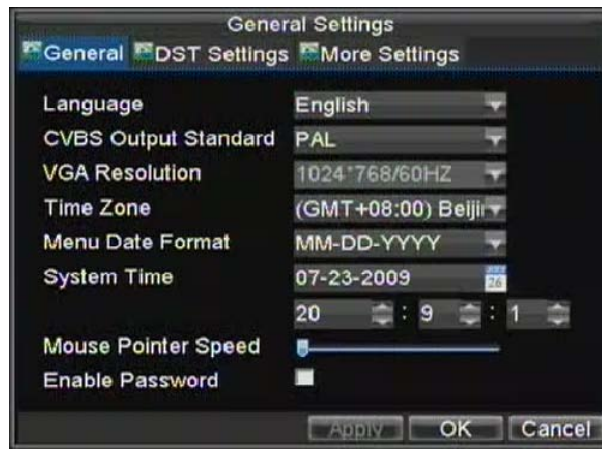 General Settings
General DST Settings More Settings
Language English
CVBS Output Standard PAL
VGA Resolution 1024*768/60HZ
Time Zone (GMT+08:00) Beijin
Menu Date Format MM-DD-YYYY
System Time 07-23-2009 26
20 : 9 : 1
Mouse Pointer Speed
Enable Password
Apply OK Cancel